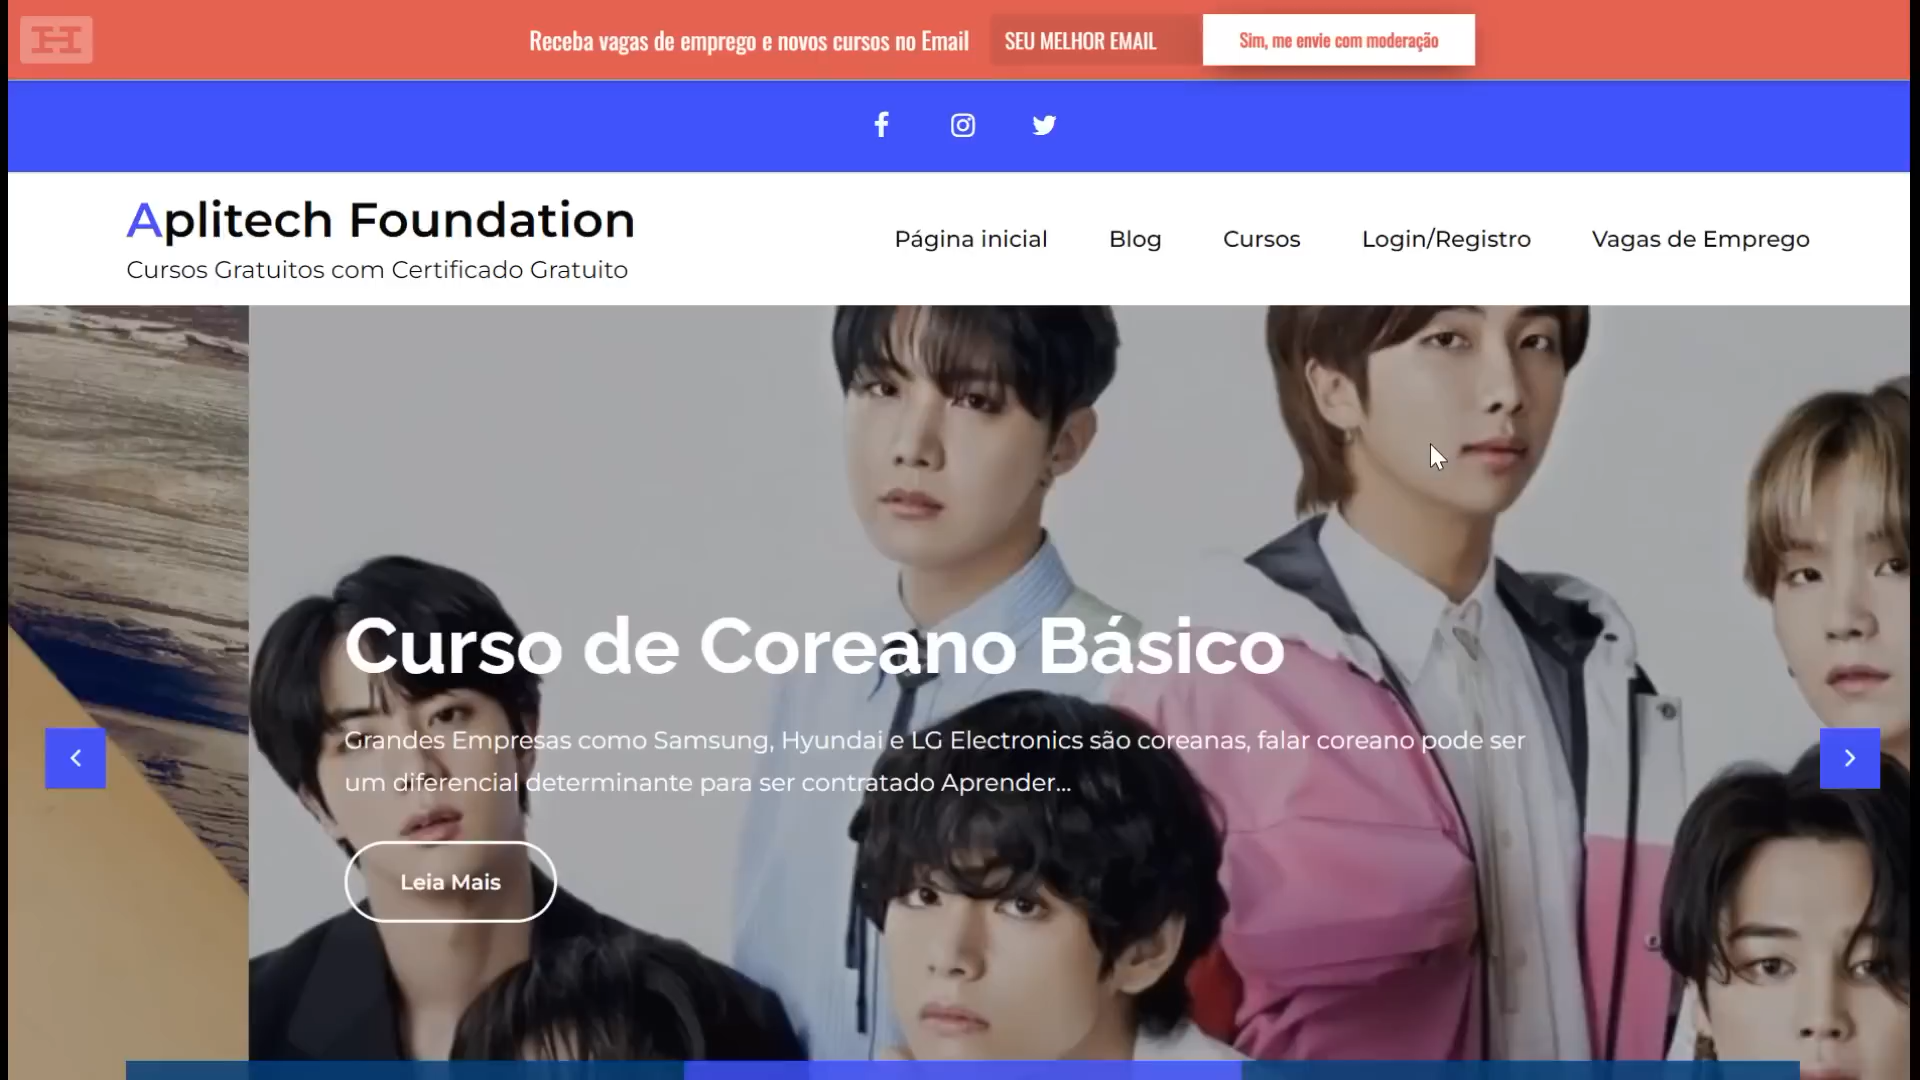 Receba vagas de emprego e novos cursos no Email
SEU MELHOR EMAIL
Sim, me envie com moderação
Aplitech Foundation
Cursos Gratuitos com Certificado Gratuito
Página inicial
Blog
Cursos
Login/Registro
Vagas de Emprego
Curso de Coreano Básico
Grandes Empresas como Samsung, Hyundai e LG Electronics são coreanas, falar coreano pode ser
um diferencial determinante para ser contratado Aprender...
Leia Mais